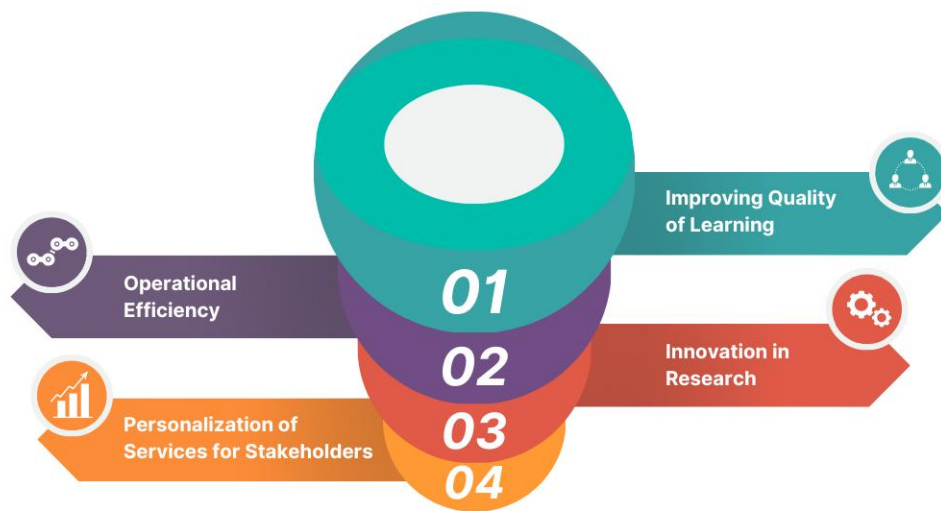 01
Improving Quality
of Learning
02
Operational
Efficiency
03
Innovation in
Research
04
Personalization of
Services for Stakeholders